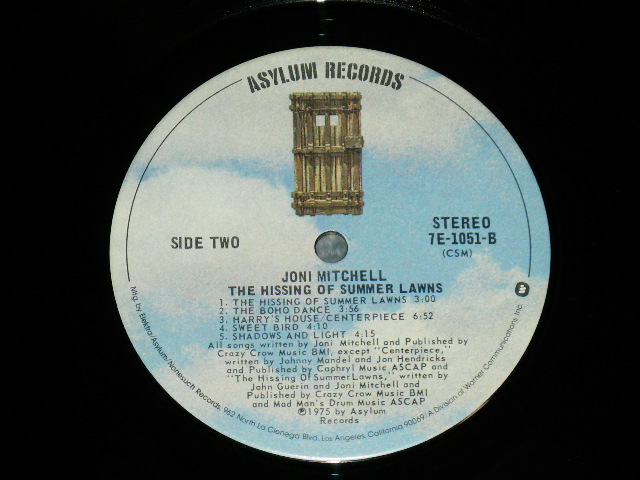 ASYLUM RECORDS
STEREO
7E-1051-B
(CSM)
SIDE TWO
JONI MITCHELL
THE HISSING OF SUMMER LAWNS
1. THE HISSING OF SUMMER LAWNS 3:00
2. THE BOHO DANCE 3:56
3. HARRY'S HOUSE/CENTERPIECE 6:52
4. SWEET BIRD 4:10
5. SHADOWS AND LIGHT 4:15
All songs written by Joni Mitchell and Published by
Crazy Crow Music BMI, except "Centerpiece,"
written by Johnny Mandel and Jon Hendricks
and Published by Caphryl Music ASCAP and
"The Hissing Of Summer Lawns," written by
John Guerin and Joni Mitchell and
Published by Crazy Crow Music BMI
and Mad Man's Drum Music ASCAP
℗1975 by Asylum
Records
Mfg. by Elektra/Asylum/Nonesuch Records, 962 North La Cienega Blvd., Los Angeles, California 90069/A Division of Warner Communications Inc.